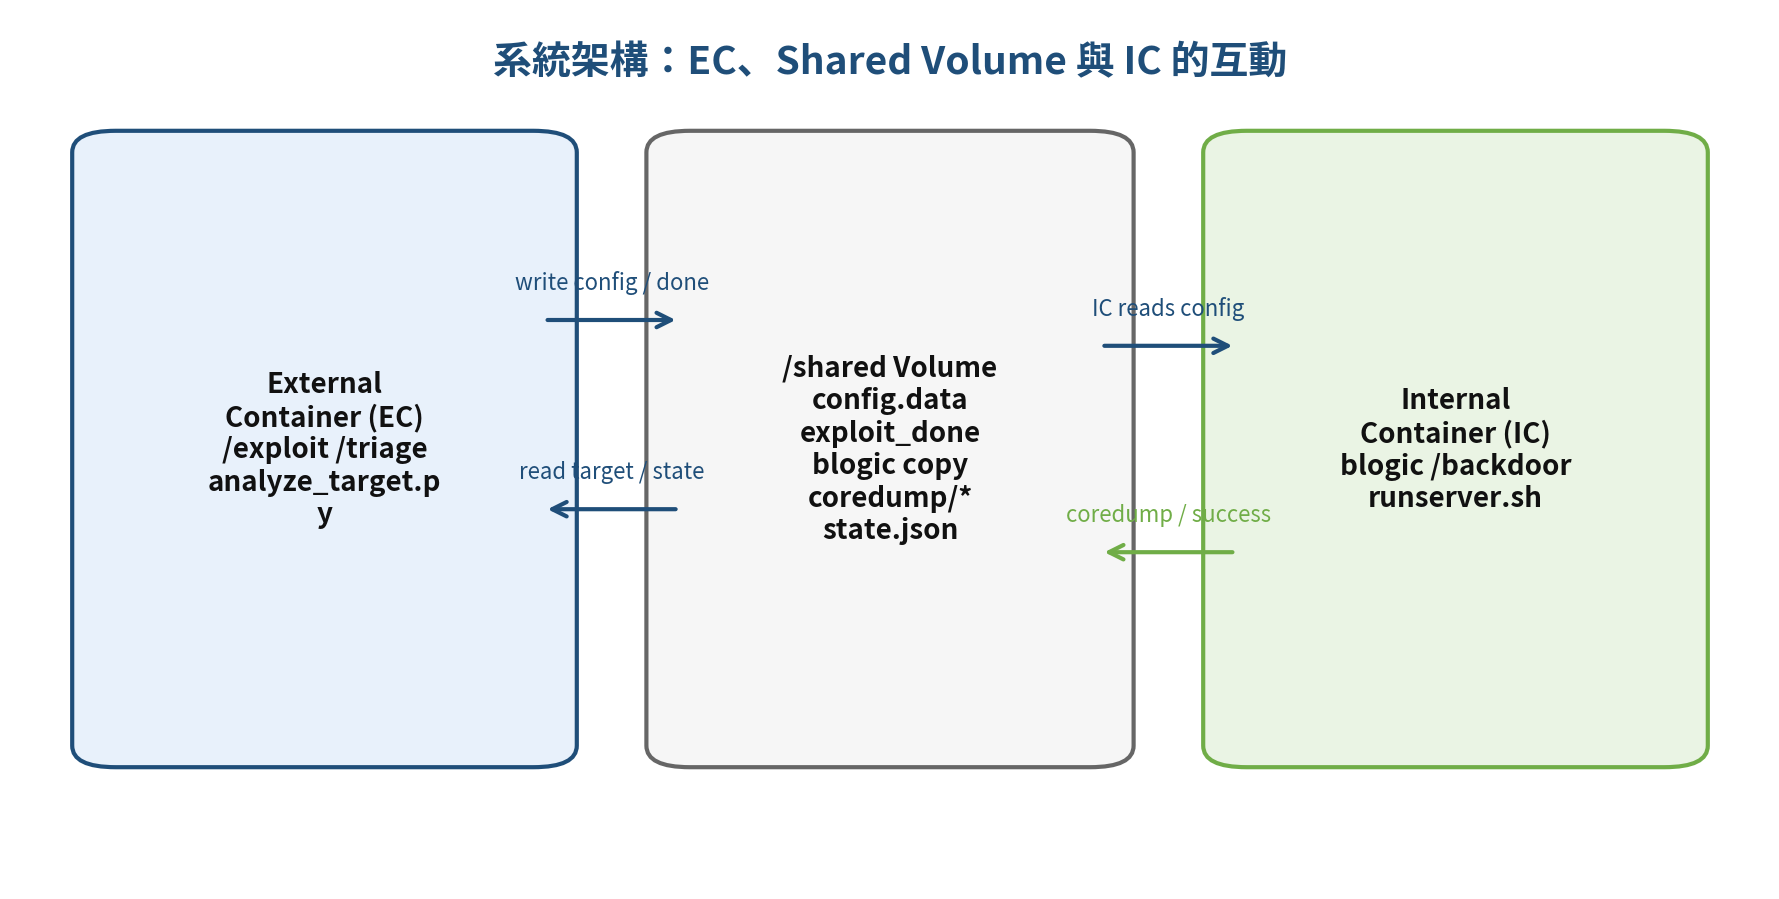 系統架構：EC、Shared Volume 與 IC 的互動
External
Container (EC)
/exploit /triage
analyze_target.p
y
write config / done
read target / state
/shared Volume
config.data
exploit_done
blogic copy
coredump/*
state.json
IC reads config
coredump / success
Internal
Container (IC)
blogic /backdoor
runserver.sh